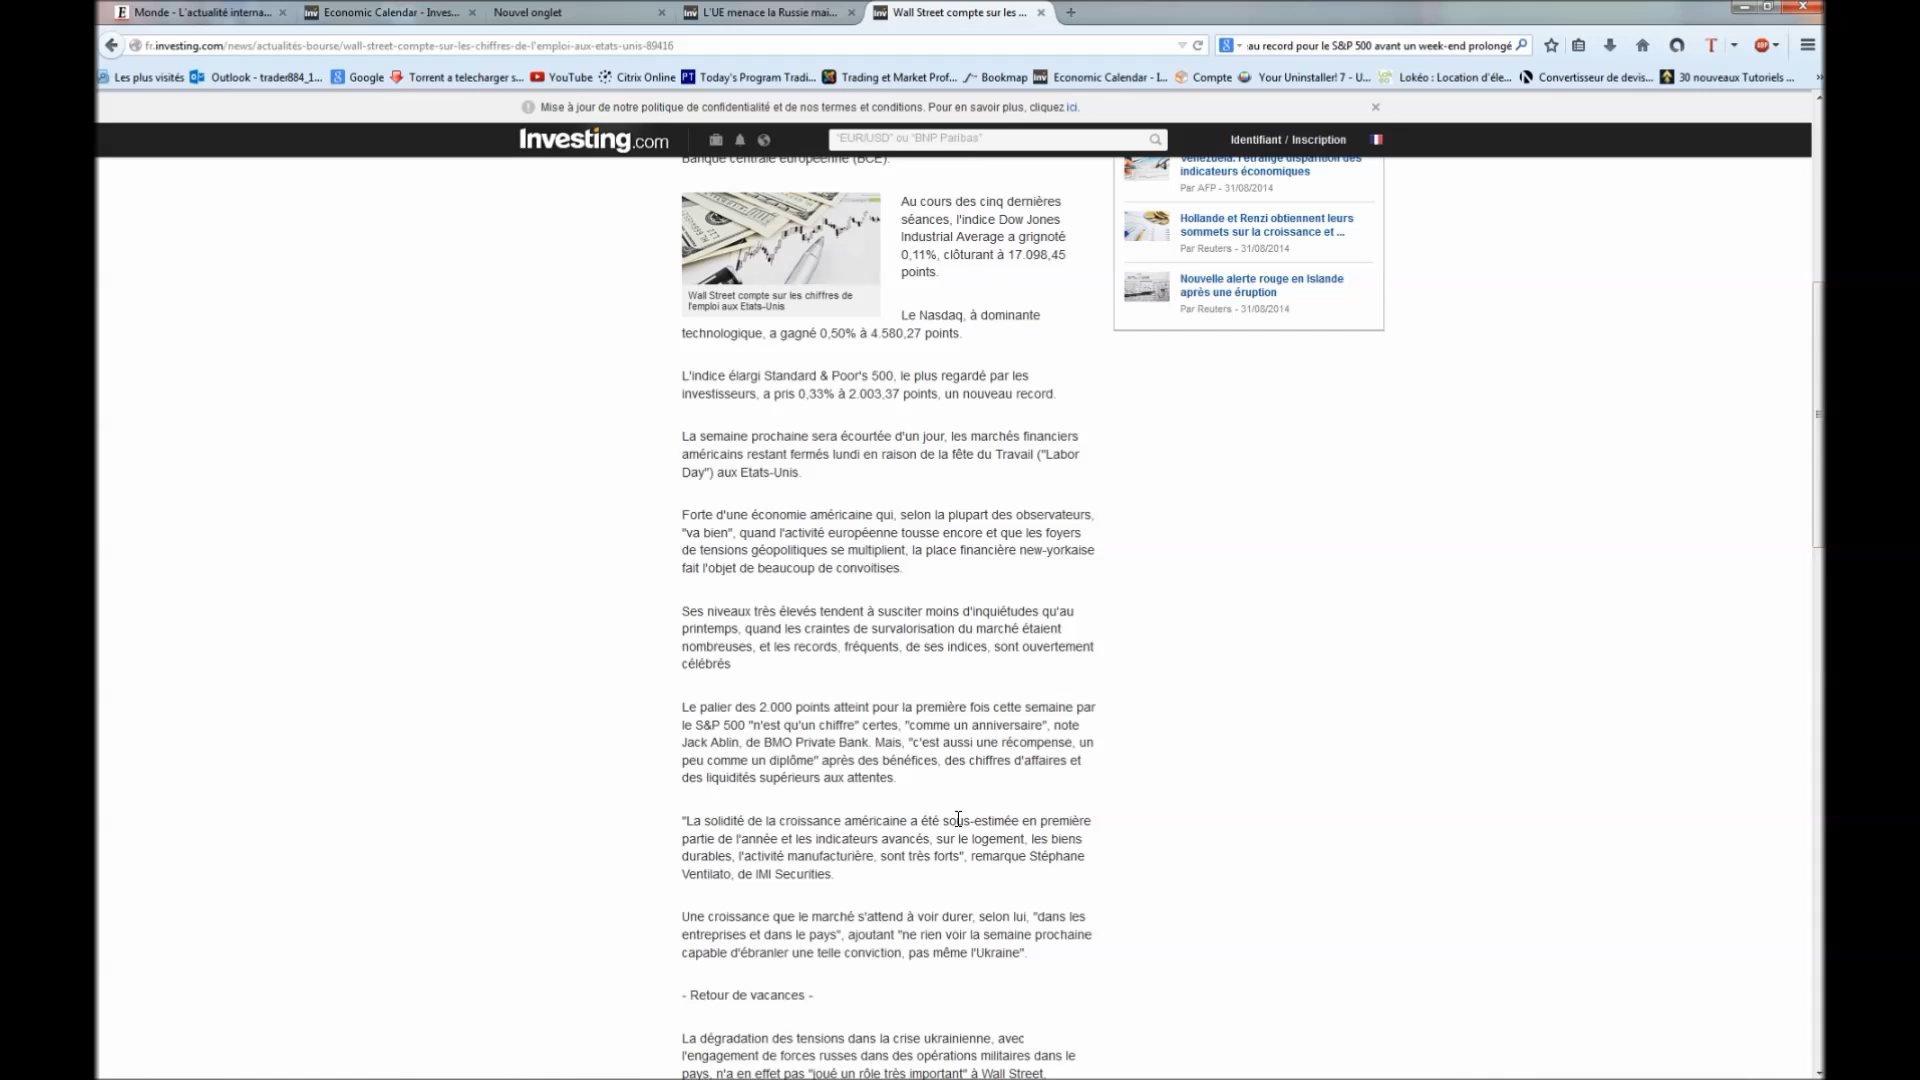 Monde - L'actualité interna...
Economic Calendar - Inves...
Nouvel onglet
L'UE menace la Russie mai...
Wall Street compte sur les ...
fr.investing.com/news/actualités-bourse/wall-street-compte-sur-les-chiffres-de-l'emploi-aux-etats-unis-89416
au record pour le S&P 500 avant un week-end prolongé
Les plus visités
Outlook - trader884_1...
Google
Torrent a telecharger s...
YouTube
Citrix Online
Today's Program Tradi...
Trading et Market Prof...
Bookmap
Economic Calendar - I...
Compte
Your Uninstaller! 7 - U...
Lokéo : Location d'éle...
Convertisseur de devis...
30 nouveaux Tutoriels ...
Mise à jour de notre politique de confidentialité et de nos termes et conditions. Pour en savoir plus, cliquez ici.
Investing.com
"EUR/USD" ou "BNP Paribas"
Identifiant / Inscription
Banque centrale européenne (BCE).
Wall Street compte sur les chiffres de
l'emploi aux Etats-Unis
Au cours des cinq dernières
séances, l'indice Dow Jones
Industrial Average a grignoté
0,11%, clôturant à 17.098,45
points.
Le Nasdaq, à dominante
technologique, a gagné 0,50% à 4.580,27 points.
L'indice élargi Standard & Poor's 500, le plus regardé par les
investisseurs, a pris 0,33% à 2.003,37 points, un nouveau record.
La semaine prochaine sera écourtée d'un jour, les marchés financiers
américains restant fermés lundi en raison de la fête du Travail ("Labor
Day") aux Etats-Unis.
Forte d'une économie américaine qui, selon la plupart des observateurs,
"va bien", quand l'activité européenne tousse encore et que les foyers
de tensions géopolitiques se multiplient, la place financière new-yorkaise
fait l'objet de beaucoup de convoitises.
Ses niveaux très élevés tendent à susciter moins d'inquiétudes qu'au
printemps, quand les craintes de survalorisation du marché étaient
nombreuses, et les records, fréquents, de ses indices, sont ouvertement
célébrés
Le palier des 2.000 points atteint pour la première fois cette semaine par
le S&P 500 "n'est qu'un chiffre" certes, "comme un anniversaire", note
Jack Ablin, de BMO Private Bank. Mais, "c'est aussi une récompense, un
peu comme un diplôme" après des bénéfices, des chiffres d'affaires et
des liquidités supérieurs aux attentes.
"La solidité de la croissance américaine a été sous-estimée en première
partie de l'année et les indicateurs avancés, sur le logement, les biens
durables, l'activité manufacturière, sont très forts", remarque Stéphane
Ventilato, de IMI Securities.
Une croissance que le marché s'attend à voir durer, selon lui, "dans les
entreprises et dans le pays", ajoutant "ne rien voir la semaine prochaine
capable d'ébranler une telle conviction, pas même l'Ukraine".
- Retour de vacances -
La dégradation des tensions dans la crise ukrainienne, avec
l'engagement de forces russes dans des opérations militaires dans le
pays, n'a en effet pas "joué un rôle très important" à Wall Street,
Venezuela: l'étrange disparition des
indicateurs économiques
Par AFP - 31/08/2014
Hollande et Renzi obtiennent leurs
sommets sur la croissance et ...
Par Reuters - 31/08/2014
Nouvelle alerte rouge en Islande
après une éruption
Par Reuters - 31/08/2014